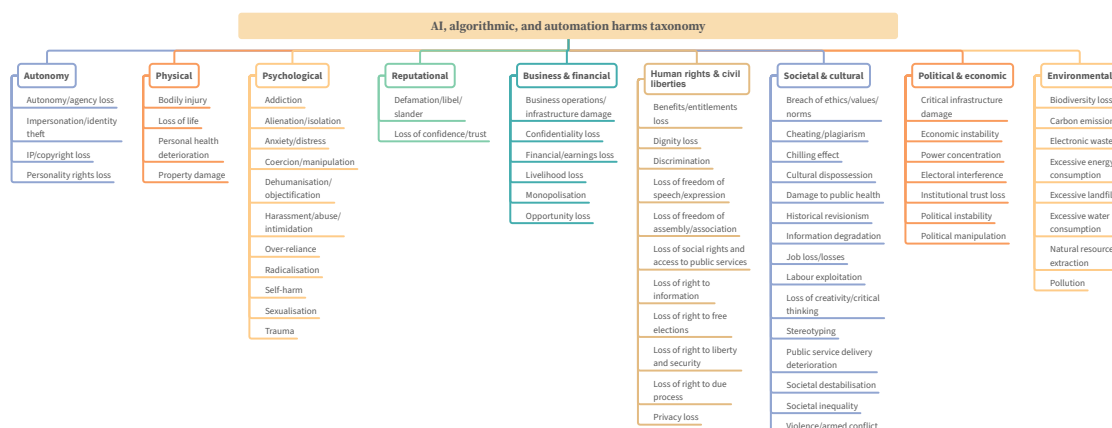 AI, algorithmic, and automation harms taxonomy
Autonomy
Autonomy/agency loss
Impersonation/identity
theft
IP/copyright loss
Personality rights loss
Physical
Bodily injury
Loss of life
Personal health
deterioration
Property damage
Psychological
Addiction
Alienation/isolation
Anxiety/distress
Coercion/manipulation
Dehumanisation/
objectification
Harassment/abuse/
intimidation
Over-reliance
Radicalisation
Self-harm
Sexualisation
Trauma
Reputational
Defamation/libel/
slander
Loss of confidence/trust
Business & financial
Business operations/
infrastructure damage
Confidentiality loss
Financial/earnings loss
Livelihood loss
Monopolisation
Opportunity loss
Human rights & civil
liberties
Benefits/entitlements
loss
Dignity loss
Discrimination
Loss of freedom of
speech/expression
Loss of freedom of
assembly/association
Loss of social rights and
access to public services
Loss of right to
information
Loss of right to free
elections
Loss of right to liberty
and security
Loss of right to due
process
Privacy loss
Societal & cultural
Breach of ethics/values/
norms
Cheating/plagiarism
Chilling effect
Cultural dispossession
Damage to public health
Historical revisionism
Information degradation
Job loss/losses
Labour exploitation
Loss of creativity/critical
thinking
Stereotyping
Public service delivery
deterioration
Societal destabilisation
Societal inequality
Violence/armed conflict
Political & economic
Critical infrastructure
damage
Economic instability
Power concentration
Electoral interference
Institutional trust loss
Political instability
Political manipulation
Environmental
Biodiversity loss
Carbon emission
Electronic waste
Excessive energy
consumption
Excessive landfil
Excessive water
consumption
Natural resource
extraction
Pollution